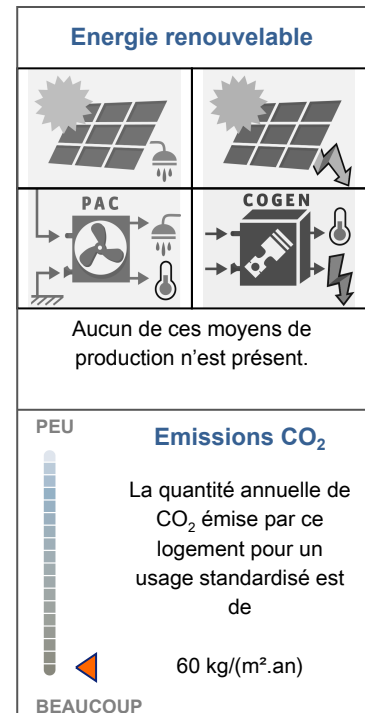 Energie renouvelable
PAC
COGEN
Aucun de ces moyens de
production n'est présent.
PEU
Emissions CO₂
La quantité annuelle de
CO₂ émise par ce
logement pour un
usage standardisé est
de
60 kg/(m².an)
BEAUCOUP